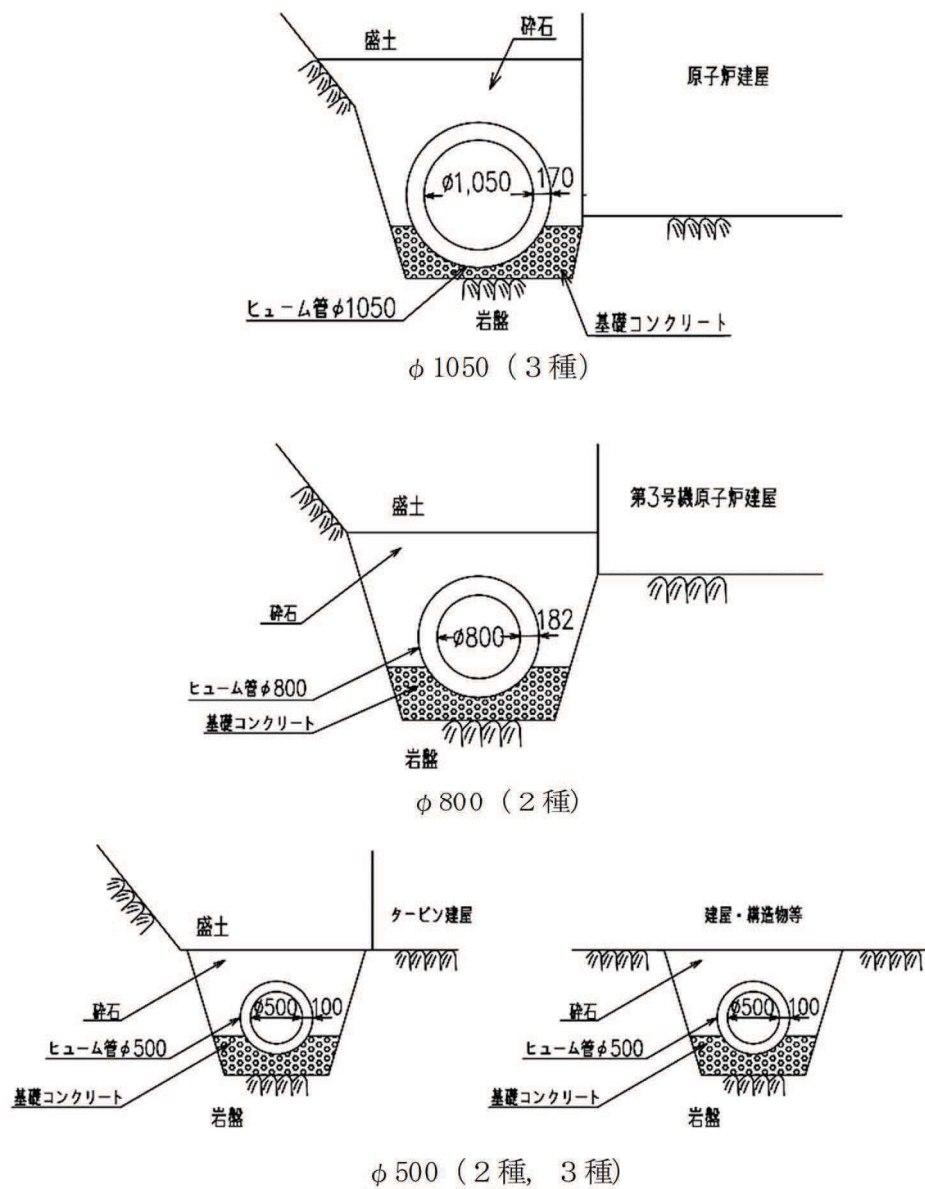 砕石
盛土
原子炉建屋
φ1,050
170
ヒューム管φ1050
岩盤
基礎コンクリート
φ1050（３種）
盛土
第3号機原子炉建屋
砕石
φ800
182
ヒューム管φ800
基礎コンクリート
岩盤
φ800（２種）
盛土
タービン建屋
砕石
φ500
100
ヒューム管φ500
基礎コンクリート
岩盤
建屋・構造物等
砕石
φ500
100
ヒューム管φ500
基礎コンクリート
岩盤
φ500（２種，３種）